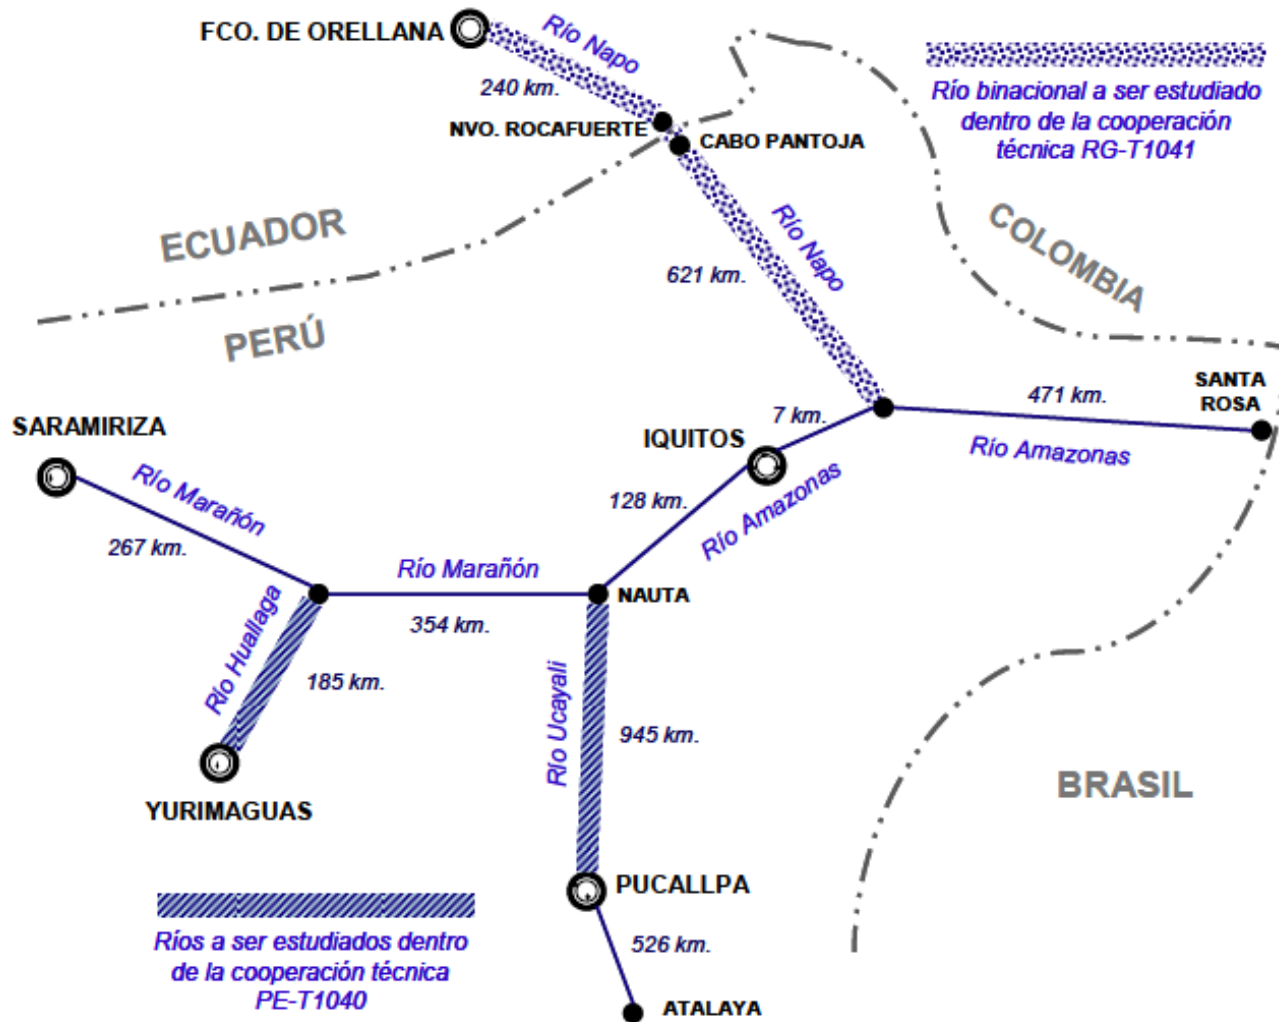 FCO. DE ORELLANA
Río Napo
240 km.
NVO. ROCAFUERTE
CABO PANTOJA
Río binacional a ser estudiado
dentro de la cooperación
técnica RG-T1041
ECUADOR
PERÚ
COLOMBIA
Río Napo
621 km.
SANTA
ROSA
471 km.
Río Amazonas
7 km.
IQUITOS
128 km.
Río Amazonas
SARAMIRIZA
Río Marañón
267 km.
Río Marañón
354 km.
NAUTA
Río Huallaga
185 km.
YURIMAGUAS
Río Ucayali
945 km.
BRASIL
PUCALLPA
526 km.
ATALAYA
Ríos a ser estudiados dentro
de la cooperación técnica
PE-T1040